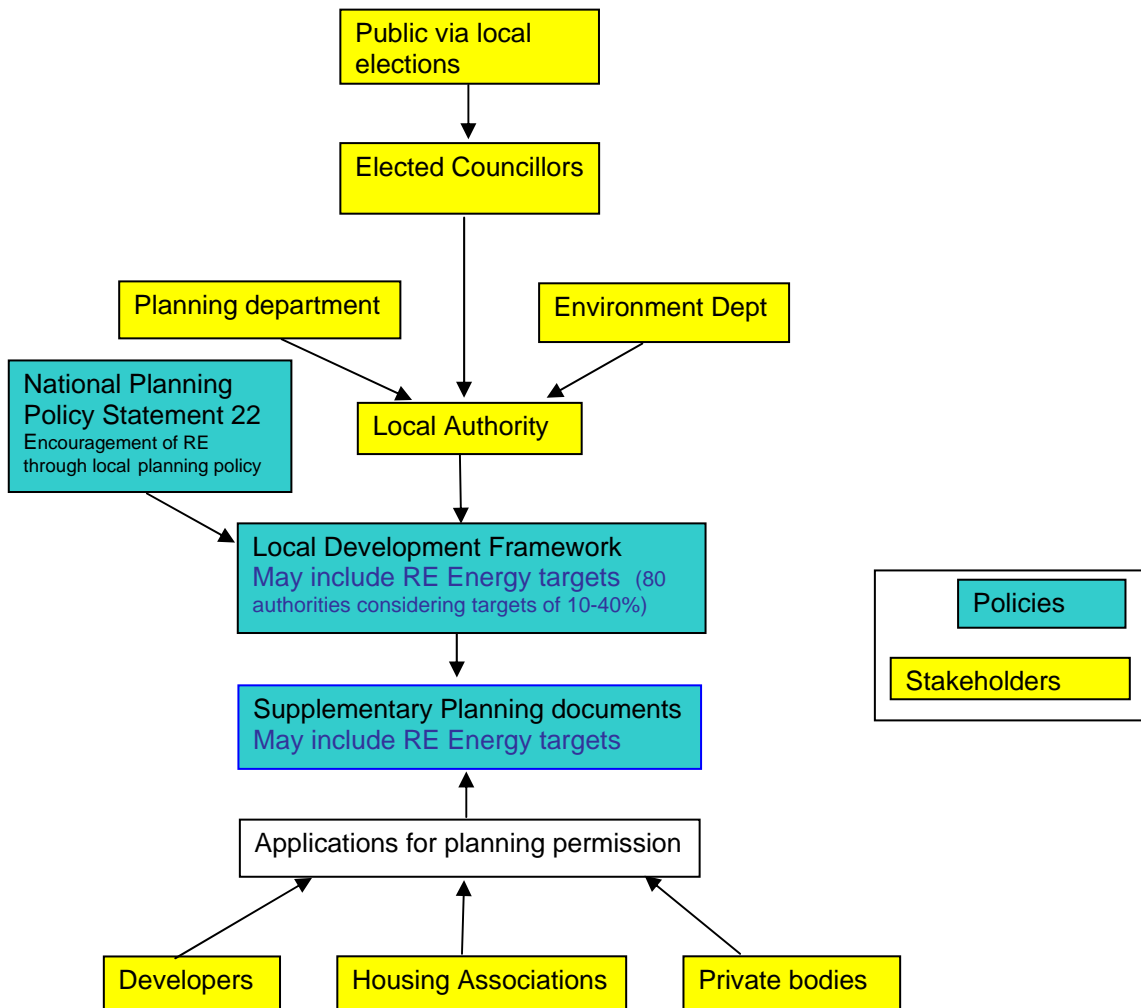 Public via local
elections
Elected Councillors
Planning department
Environment Dept
National Planning
Policy Statement 22
Encouragement of RE
through local planning policy
Local Authority
Local Development Framework
May include RE Energy targets (80
authorities considering targets of 10-40%)
Policies
Stakeholders
Supplementary Planning documents
May include RE Energy targets
Applications for planning permission
Developers
Housing Associations
Private bodies